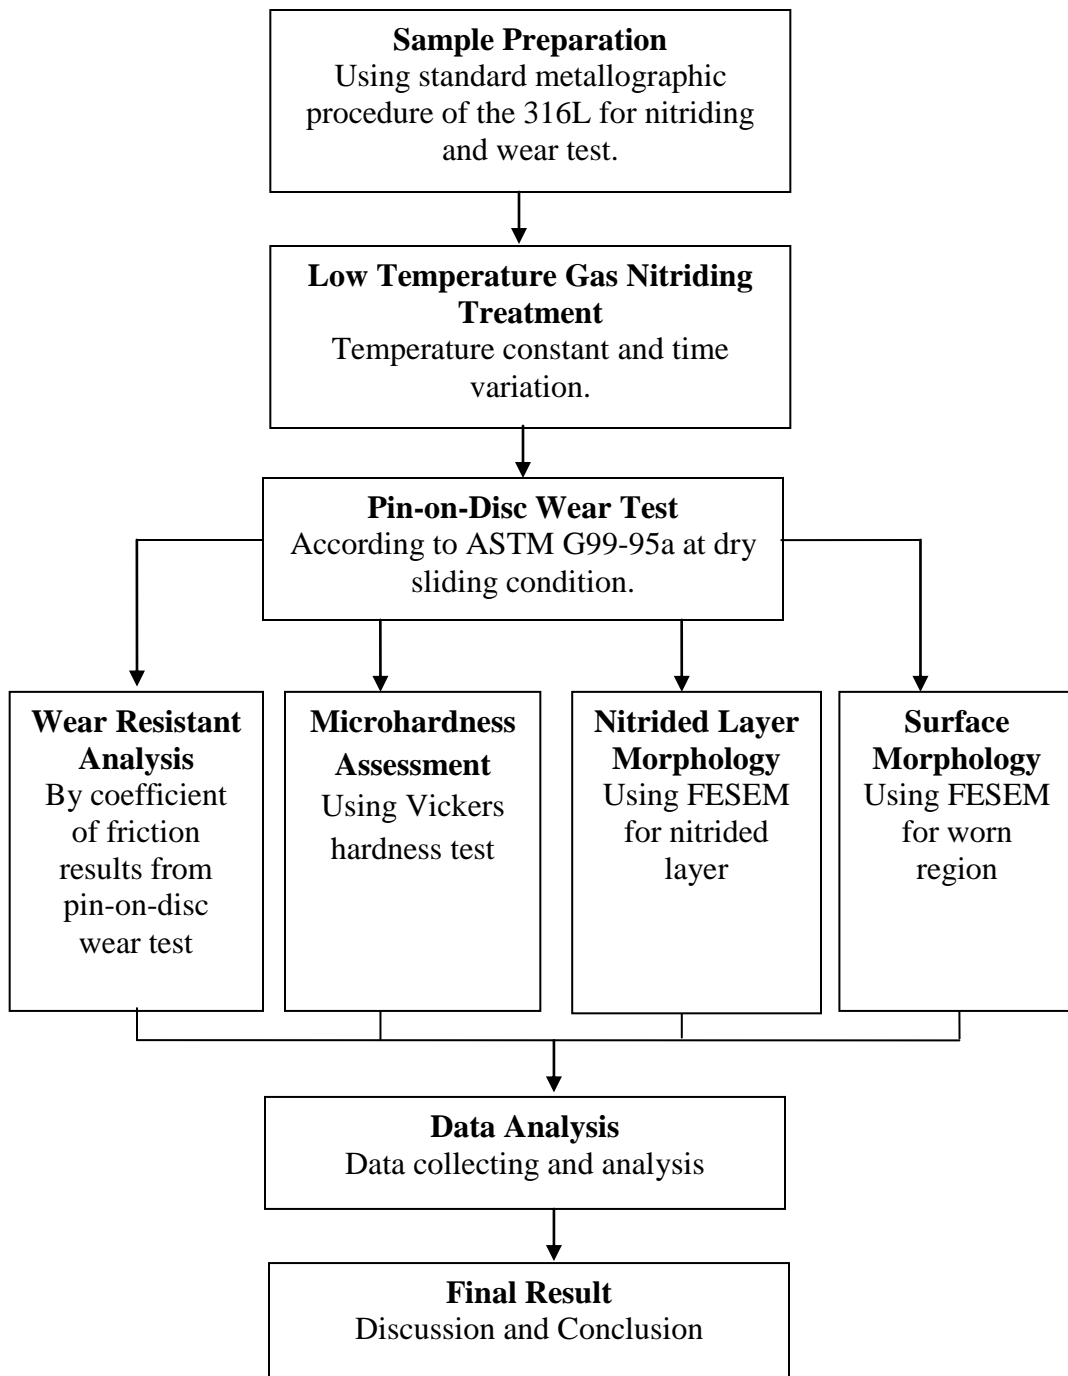 Sample Preparation
Using standard metallographic
procedure of the 316L for nitriding
and wear test.
Low Temperature Gas Nitriding
Treatment
Temperature constant and time
variation.
Pin-on-Disc Wear Test
According to ASTM G99-95a at dry
sliding condition.
Wear Resistant
Analysis
By coefficient
of friction
results from
pin-on-disc
wear test
Microhardness
Assessment
Using Vickers
hardness test
Nitrided Layer
Morphology
Using FESEM
for nitrided
layer
Surface
Morphology
Using FESEM
for worn
region
Data Analysis
Data collecting and analysis
Final Result
Discussion and Conclusion